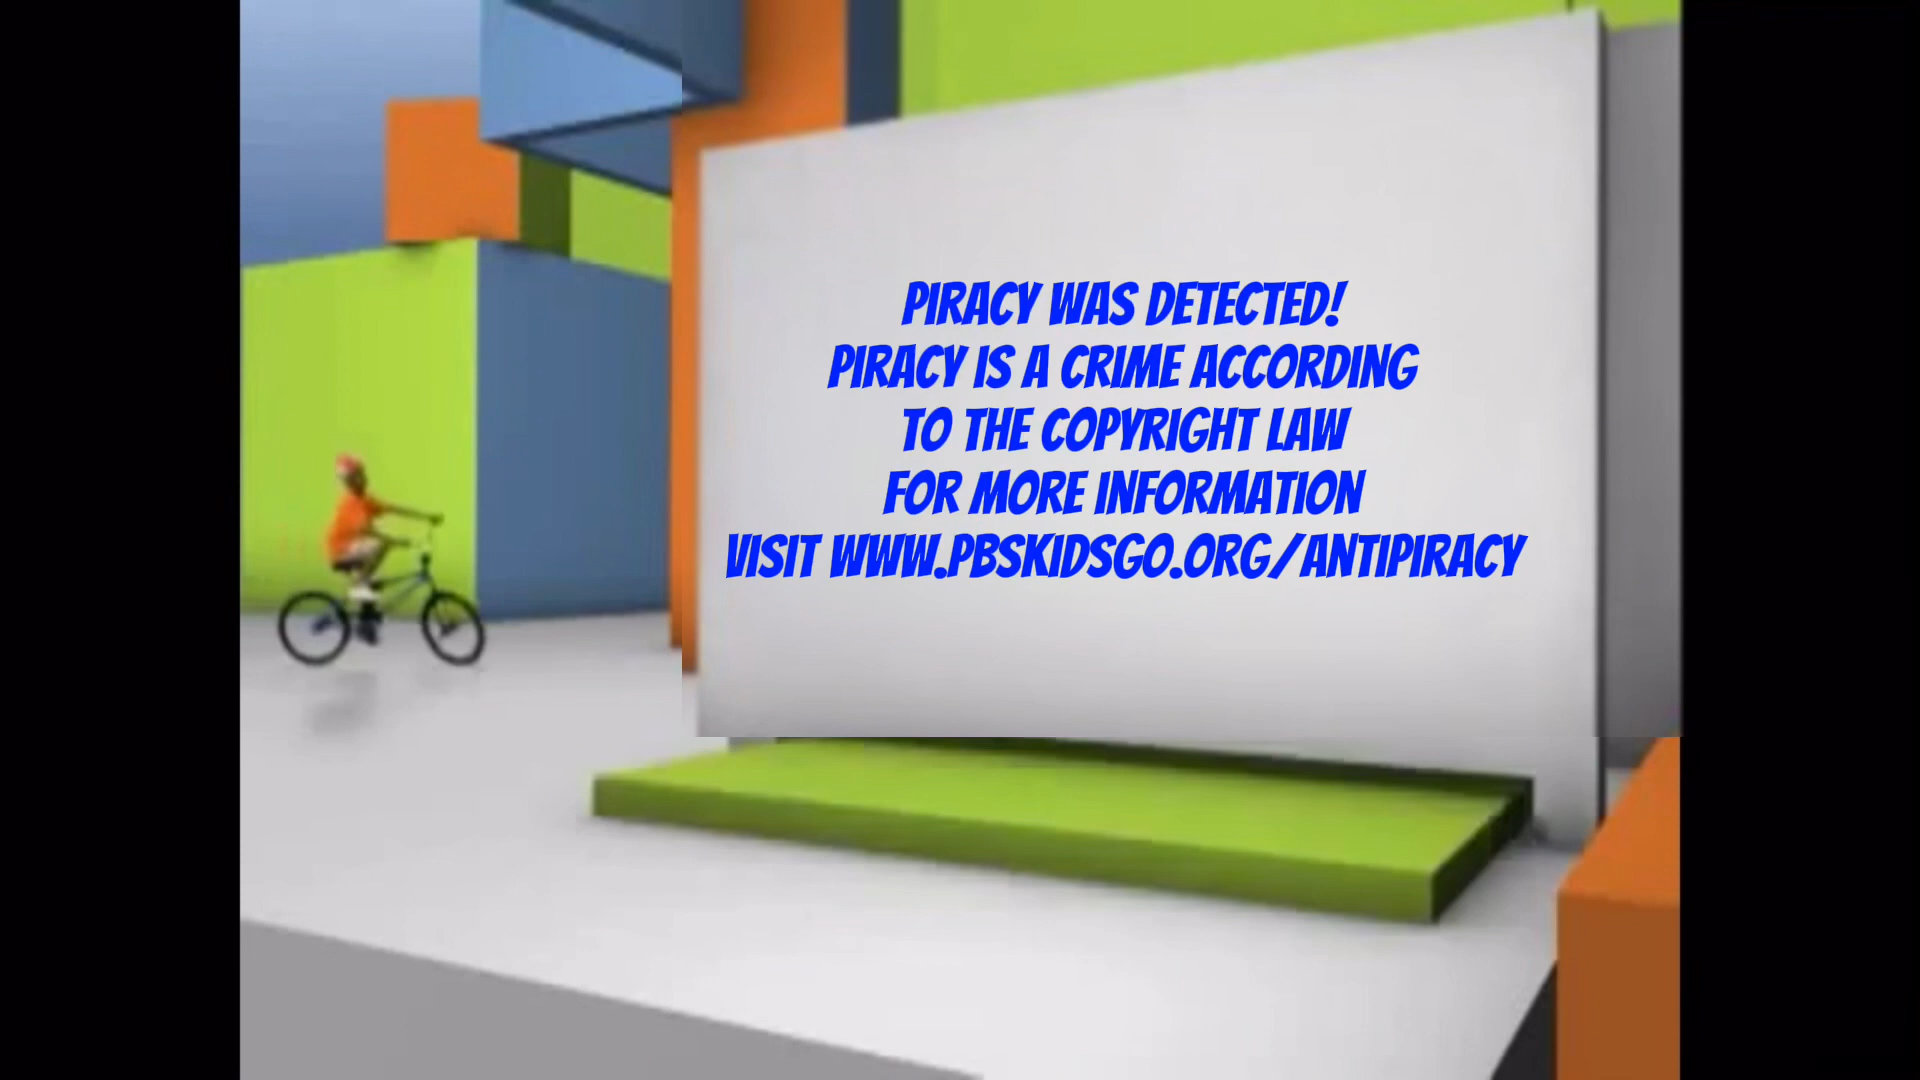 PIRACY WAS DETECTED!
PIRACY IS A CRIME ACCORDING
TO THE COPYRIGHT LAW
FOR MORE INFORMATION
VISIT WWW.PBSKIDSGO.ORG/ANTIPIRACY